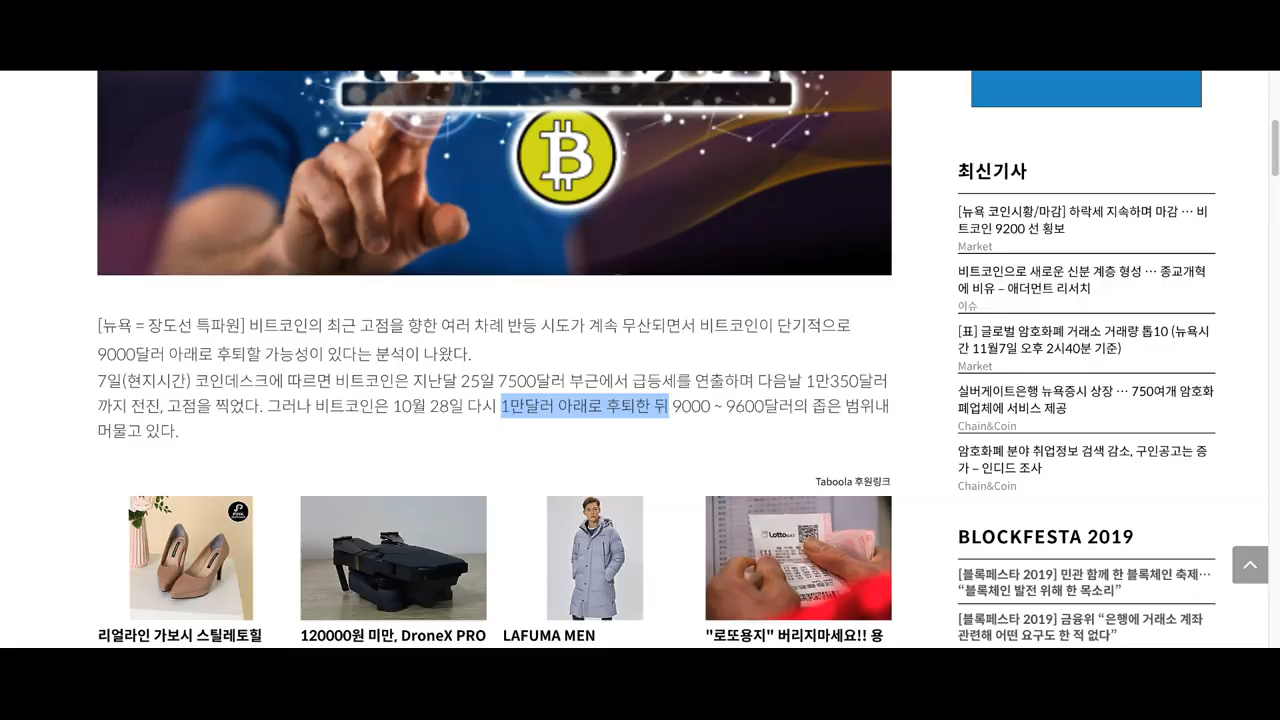 [뉴욕 = 장도선 특파원] 비트코인의 최근 고점을 향한 여러 차례 반등 시도가 계속 무산되면서 비트코인이 단기적으로
9000달러 아래로 후퇴할 가능성이 있다는 분석이 나왔다.
7일(현지시간) 코인데스크에 따르면 비트코인은 지난달 25일 7500달러 부근에서 급등세를 연출하며 다음날 1만350달러
까지 전진, 고점을 찍었다. 그러나 비트코인은 10월 28일 다시 1만달러 아래로 후퇴한 뒤 9000 ~ 9600달러의 좁은 범위내
머물고 있다.
Taboola 후원링크
리얼라인 가보시 스틸레토힐
120000원 미만, DroneX PRO
LAFUMA MEN
"로또용지" 버리지마세요!! 용
최신기사
[뉴욕 코인시황/마감] 하락세 지속하며 마감 … 비
트코인 9200 선 횡보
Market
비트코인으로 새로운 신분 계층 형성 … 종교개혁
에 비유 – 애더먼트 리서치
이슈
[표] 글로벌 암호화폐 거래소 거래량 톱10 (뉴욕시
간 11월7일 오후 2시40분 기준)
Market
실버게이트은행 뉴욕증시 상장 … 750여개 암호화
폐업체에 서비스 제공
Chain&Coin
암호화폐 분야 취업정보 검색 감소, 구인공고는 증
가 – 인디드 조사
Chain&Coin
BLOCKFESTA 2019
[블록페스타 2019] 민관 함께 한 블록체인 축제…
“블록체인 발전 위해 한 목소리”
[블록페스타 2019] 금융위 “은행에 거래소 계좌
관련해 어떤 요구도 한 적 없다”